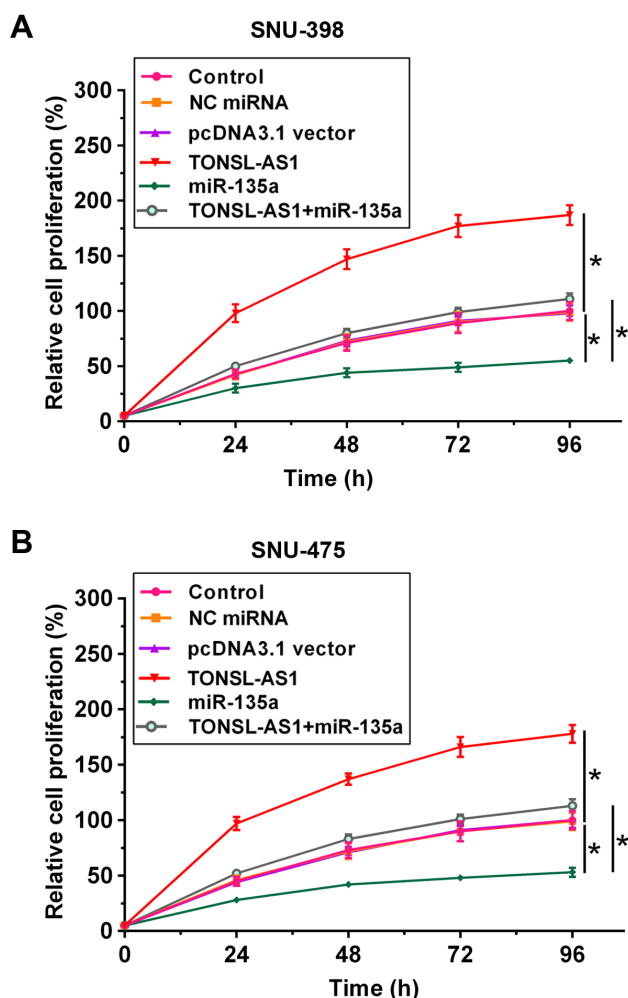 A
SNU-398
Relative cell proliferation (%)
300
250
200
150
100
50
0
Control
NC miRNA
pcDNA3.1 vector
TONSL-AS1
miR-135a
TONSL-AS1+miR-135a
*
*
*
0 24 48 72 96
Time (h)
B
SNU-475
Relative cell proliferation (%)
300
250
200
150
100
50
0
Control
NC miRNA
pcDNA3.1 vector
TONSL-AS1
miR-135a
TONSL-AS1+miR-135a
*
*
*
0 24 48 72 96
Time (h)